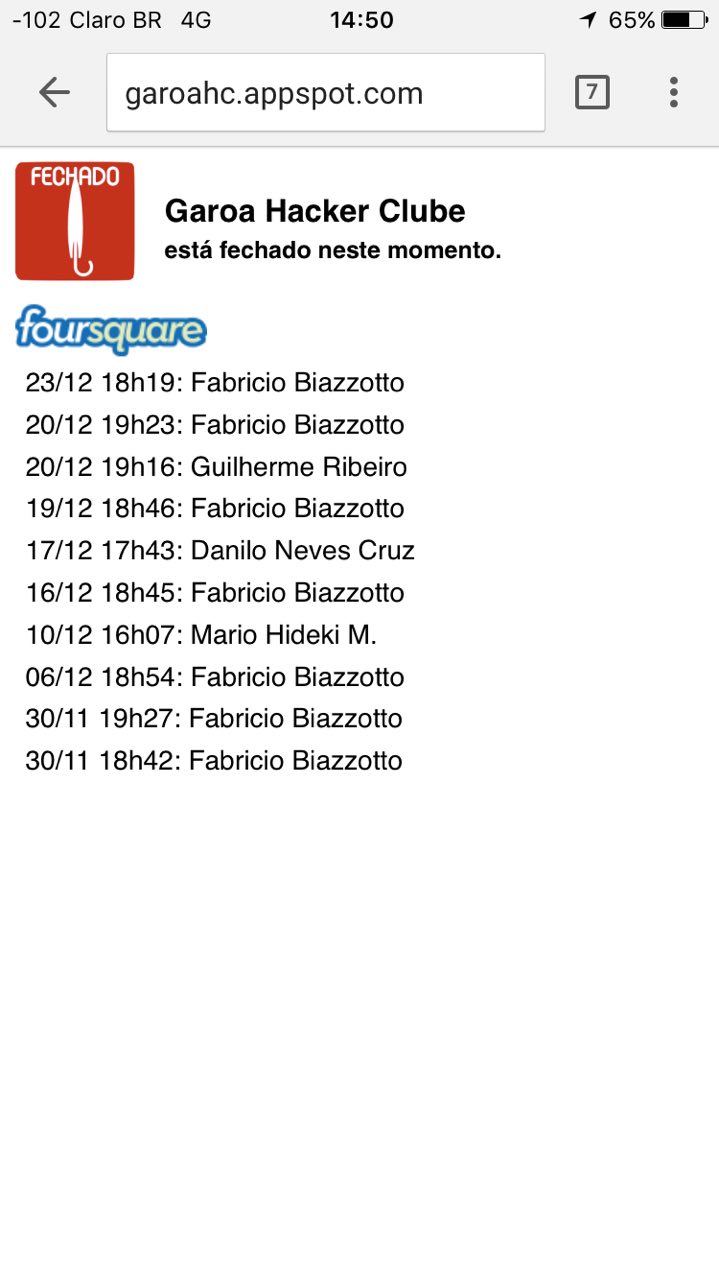 -102 Claro BR 4G 14:50 65%
garoahc.appspot.com 7
FECHADO
Garoa Hacker Clube
está fechado neste momento.
foursquare
23/12 18h19: Fabricio Biazzotto
20/12 19h23: Fabricio Biazzotto
20/12 19h16: Guilherme Ribeiro
19/12 18h46: Fabricio Biazzotto
17/12 17h43: Danilo Neves Cruz
16/12 18h45: Fabricio Biazzotto
10/12 16h07: Mario Hideki M.
06/12 18h54: Fabricio Biazzotto
30/11 19h27: Fabricio Biazzotto
30/11 18h42: Fabricio Biazzotto